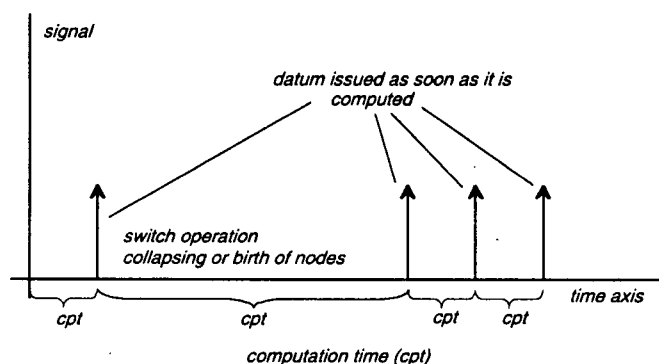 signal
datum issued as soon as it is
computed
switch operation
collapsing or birth of nodes
time axis
cpt
cpt
cpt
cpt
computation time (cpt)